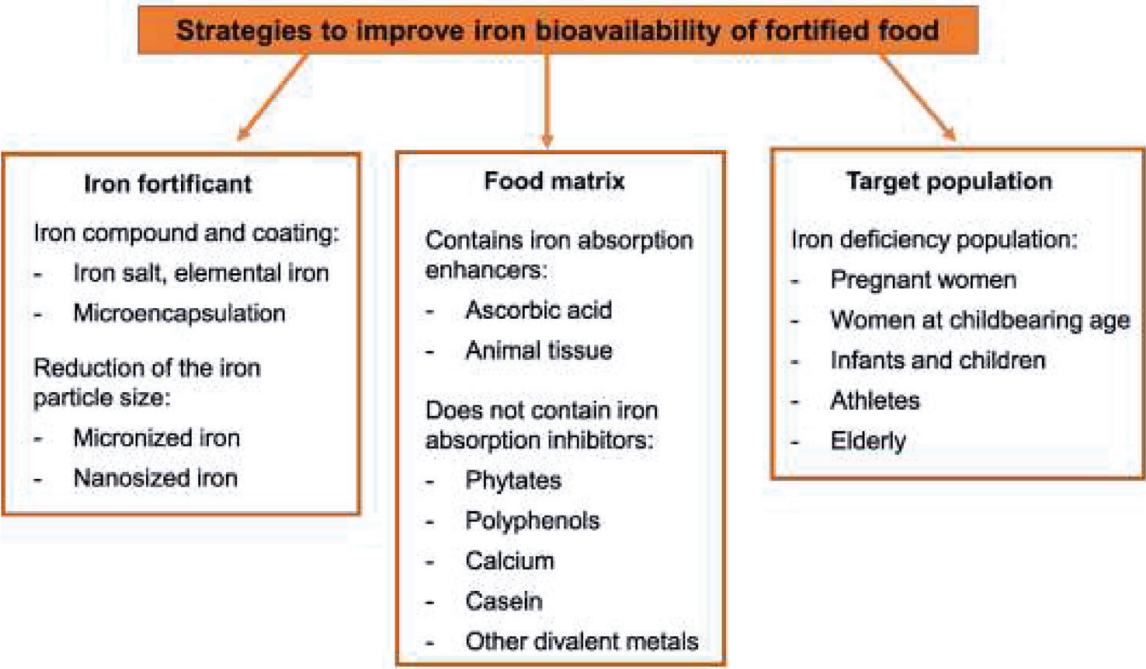 Strategies to improve iron bioavailability of fortified food
Iron fortificant
Iron compound and coating:
- Iron salt, elemental iron
- Microencapsulation
Reduction of the iron
particle size:
- Micronized iron
- Nanosized iron
Food matrix
Contains iron absorption
enhancers:
- Ascorbic acid
- Animal tissue
Does not contain iron
absorption inhibitors:
- Phytates
- Polyphenols
- Calcium
- Casein
- Other divalent metals
Target population
Iron deficiency population:
- Pregnant women
- Women at childbearing age
- Infants and children
- Athletes
- Elderly